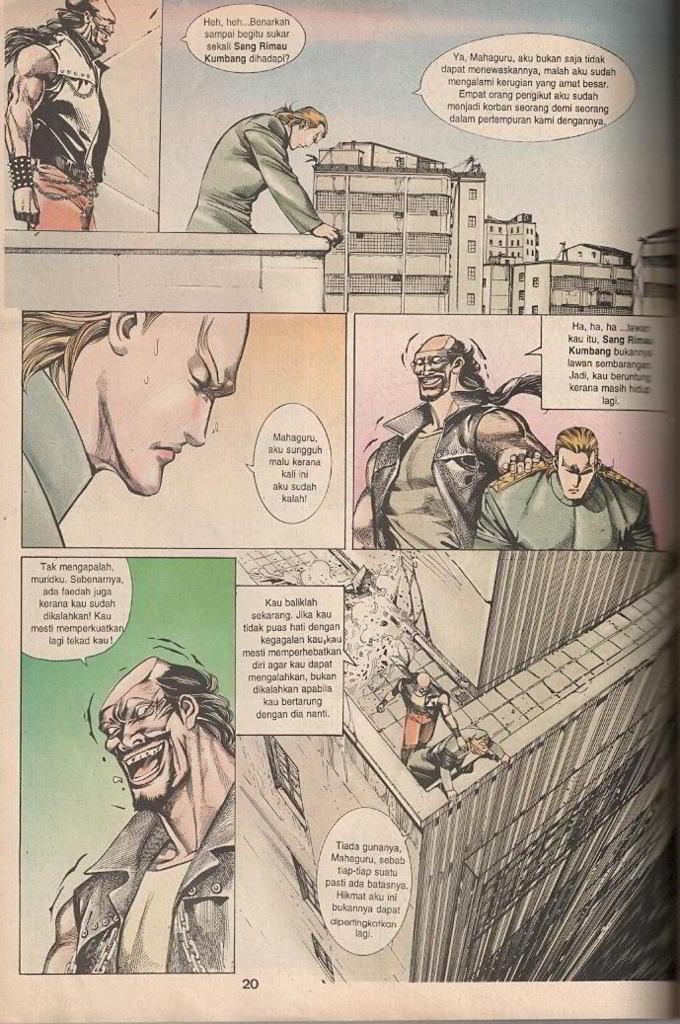 Heh, heh...Benarkah
sampai begitu sukar
sekali Sang Rimau
Kumbang dihadapi?
Ya, Mahaguru, aku bukan saja tidak
dapat menewaskannya, malah aku sudah
mengalami kerugian yang amat besar.
Empat orang pengikut aku sudah
menjadi korban seorang demi seorang
dalam pertempuran kami dengannya.
Mahaguru,
aku sungguh
malu kerana
kali ini
aku sudah
kalah!
Ha, ha, ha ...lawan
kau itu, Sang Rimau
Kumbang bukannya
lawan sembarangan.
Jadi, kau beruntung
kerana masih hidup
lagi.
Tak mengapalah,
muridku. Sebenarnya,
ada faedah juga
kerana kau sudah
dikalahkan! Kau
mesti memperkuatkan
lagi tekad kau!
Kau baliklah
sekarang. Jika kau
tidak puas hati dengan
kegagalan kau, kau
mesti memperhebatkan
diri agar kau dapat
mengalahkan, bukan
dikalahkan apabila
kau bertarung
dengan dia nanti.
Tiada gunanya,
Mahaguru, sebab
tiap-tiap suatu
pasti ada batasnya.
Hikmat aku ini
bukannya dapat
dipertingkatkan
lagi.
20